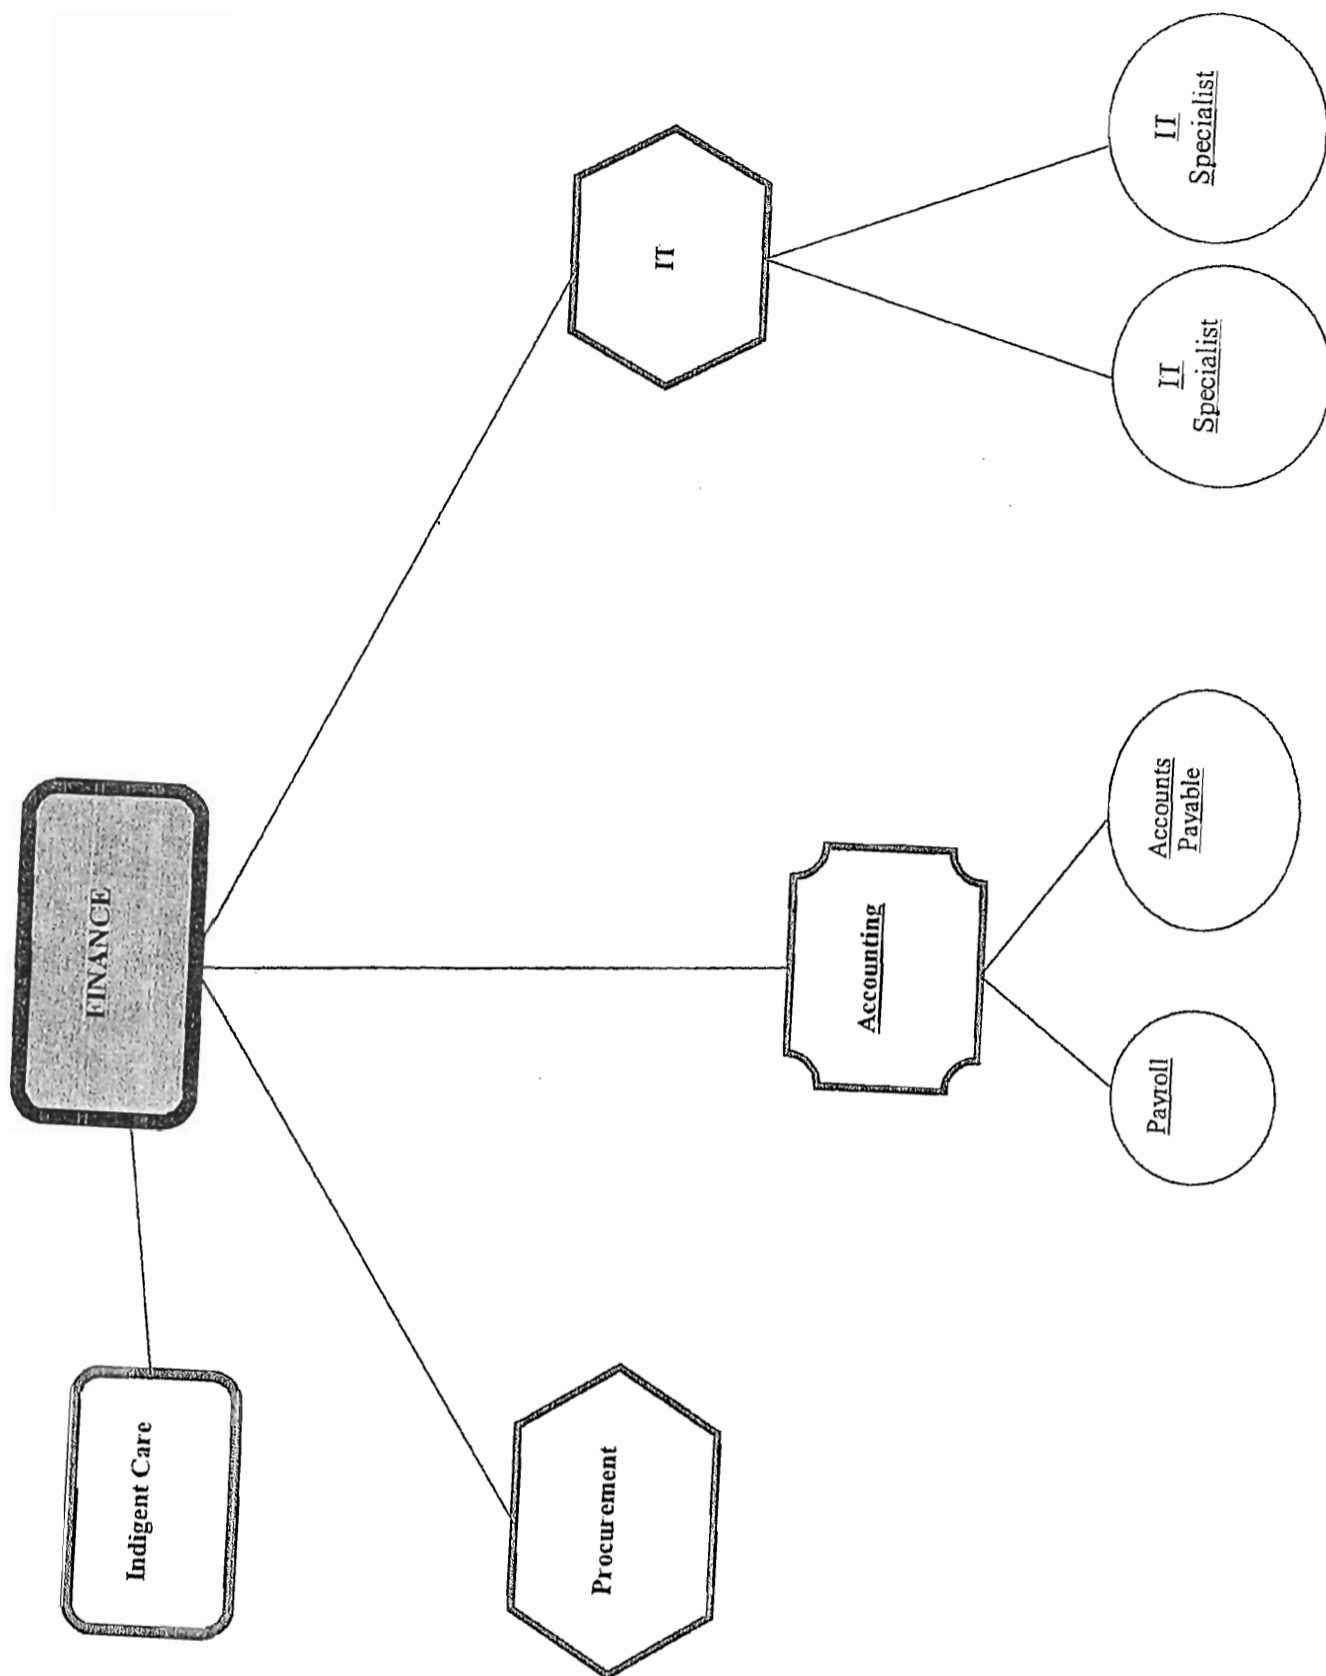 FINANCE
Indigent Care
Procurement
Accounting
IT
Payroll
Accounts
Payable
IT
Specialist
IT
Specialist